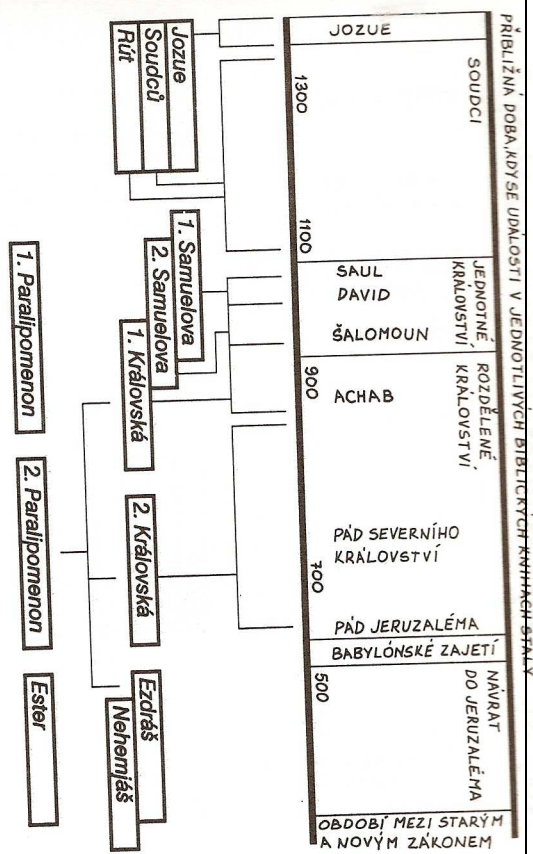 PŘIBLIŽNÁ DOBA, KDY SE UDÁLOSTI V JEDNOTLIVÝCH BIBLICKÝCH KNIHÁCH STALY
JOZUE
SOUDCI
JEDNOTNÉ
KRÁLOVSTVÍ
ROZDĚLENÉ
KRÁLOVSTVÍ
NÁVRAT
DO JERUZALÉMA
SAUL
DAVID
ŠALOMOUN
ACHAB
PÁD SEVERNÍHO
KRÁLOVSTVÍ
PÁD JERUZALÉMA
BABYLÓNSKÉ ZAJETÍ
OBDOBÍ MEZI STARÝM
A NOVÝM ZÁKONEM
1300
1100
900
700
500
Jozue
Soudců
Rút
1. Samuelova
2. Samuelova
1. Královská
2. Královská
Ezdráš
Nehemjáš
1. Paralipomenon
2. Paralipomenon
Ester